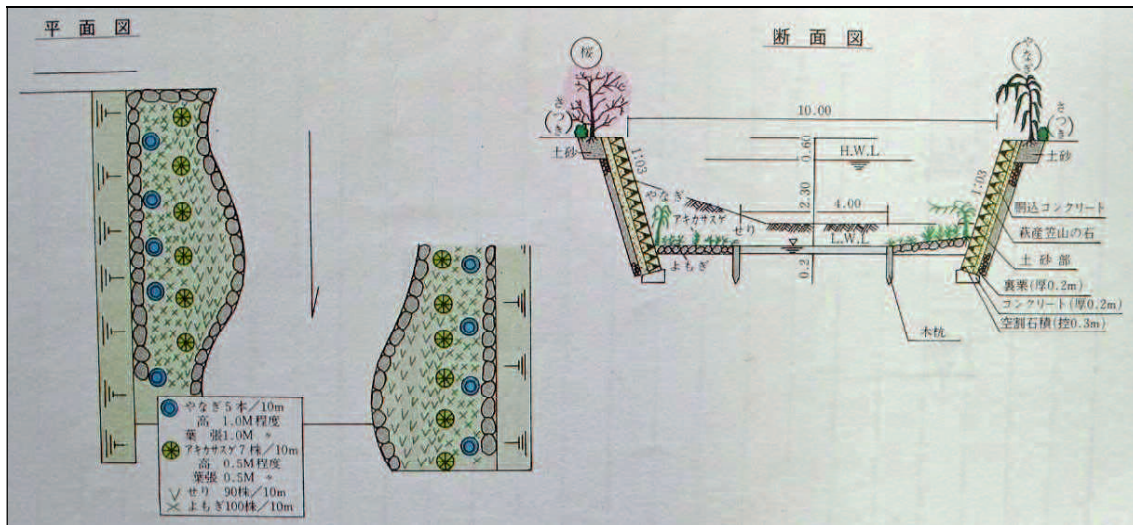 平面図
やなぎ5本／10m
高 1.0M程度
葉張1.0M 〃
アキカサスゲ7株／10m
高 0.5M程度
葉張 0.5M 〃
せり 90株／10m
よもぎ100株／10m
断面図
桜
やなぎ
(さつき)
(さつき)
土砂
土砂
10.00
0.60
H.W.L
1:03
1:03
2.30
4.00
やなぎ
アキカサスゲ
せり
L.W.L
よもぎ
0.2
胴込コンクリート
萩産笠山の石
土砂部
裏栗(厚0.2m)
コンクリート(厚0.2m)
空割石積(控0.3m)
木杭